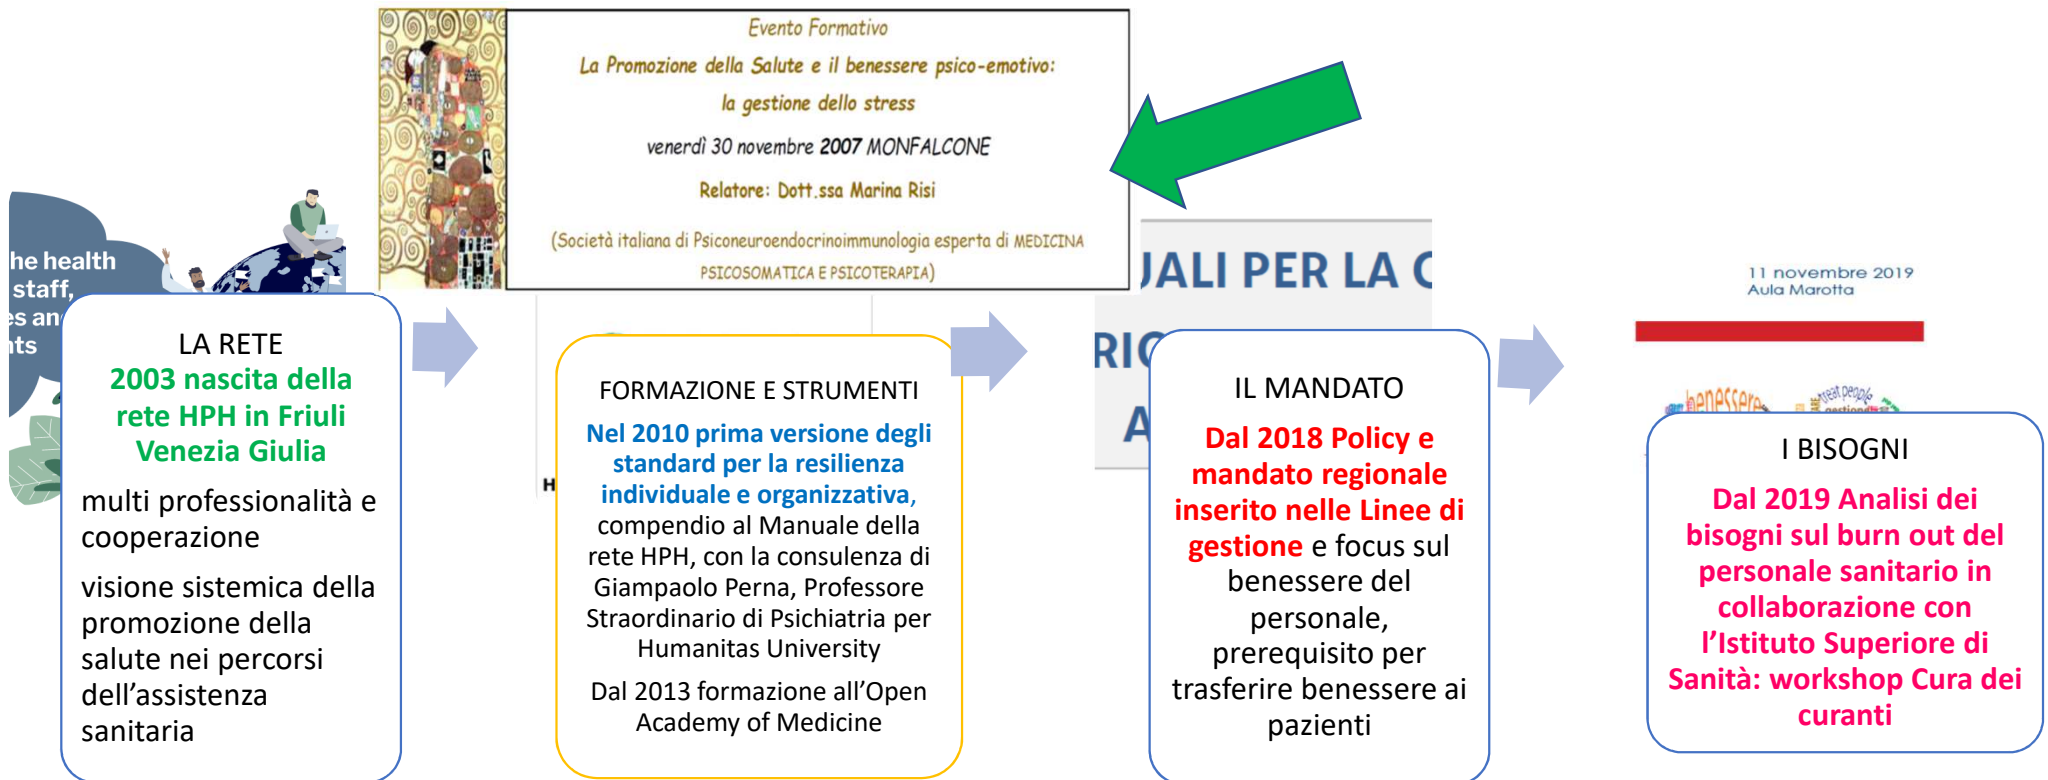 Evento Formativo
La Promozione della Salute e il benessere psico-emotivo:
la gestione dello stress
venerdì 30 novembre 2007 MONFALCONE
Relatore: Dott.ssa Marina Risi
(Società italiana di Psiconeuroendocrinoimmunologia esperta di MEDICINA
PSICOSOMATICA E PSICOTERAPIA)
he health
staff,
es an
nts
LA RETE
2003 nascita della
rete HPH in Friuli
Venezia Giulia
multi professionalità e
cooperazione
visione sistemica della
promozione della
salute nei percorsi
dell'assistenza
sanitaria
H
FORMAZIONE E STRUMENTI
Nel 2010 prima versione degli
standard per la resilienza
individuale e organizzativa,
compendio al Manuale della
rete HPH, con la consulenza di
Giampaolo Perna, Professore
Straordinario di Psichiatria per
Humanitas University
Dal 2013 formazione all'Open
Academy of Medicine
UALI PER LA C
RIC
A
IL MANDATO
Dal 2018 Policy e
mandato regionale
inserito nelle Linee di
gestione e focus sul
benessere del
personale,
prerequisito per
trasferire benessere ai
pazienti
11 novembre 2019
Aula Marotta
benessere
treat people
I BISOGNI
Dal 2019 Analisi dei
bisogni sul burn out del
personale sanitario in
collaborazione con
l'Istituto Superiore di
Sanità: workshop Cura dei
curanti